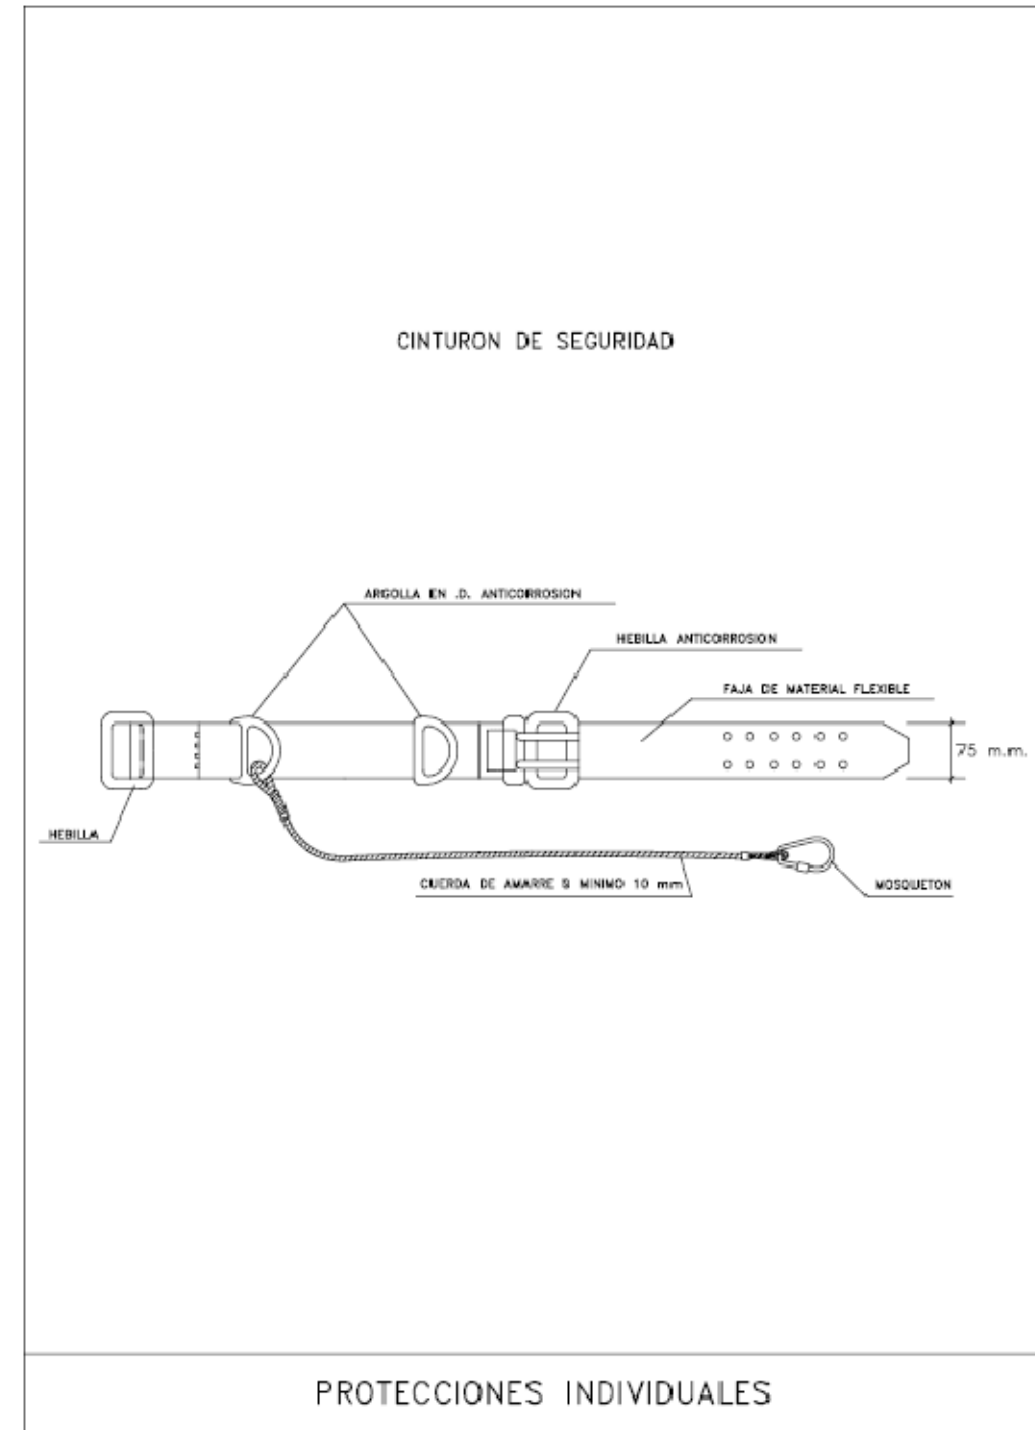 CINTURON DE SEGURIDAD
ARGOLLA EN .D. ANTICORROSION
HEBILLA ANTICORROSION
FAJA DE MATERIAL FLEXIBLE
75 m.m.
HEBILLA
CUERDA DE AMARRE MINIMO 10 mm
MOSQUETON
PROTECCIONES INDIVIDUALES